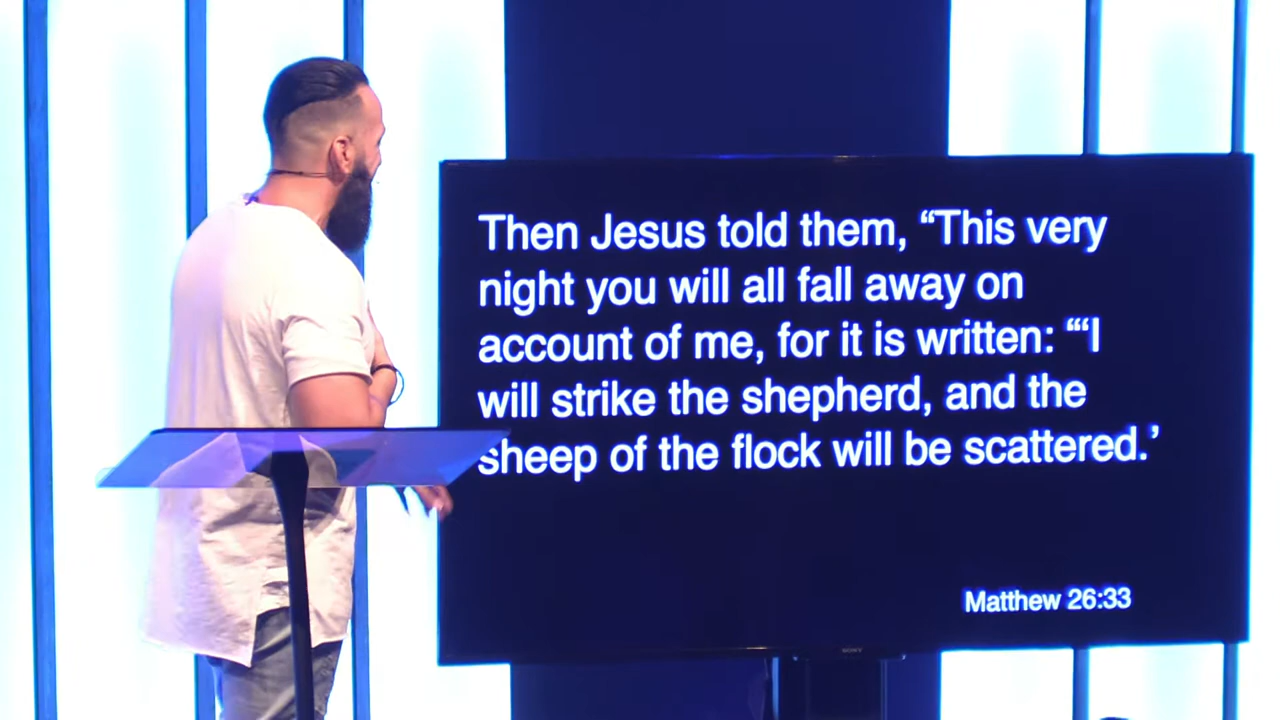 Then Jesus told them, “This very
night you will all fall away on
account of me, for it is written: “‘I
will strike the shepherd, and the
sheep of the flock will be scattered.’
Matthew 26:33
SONY